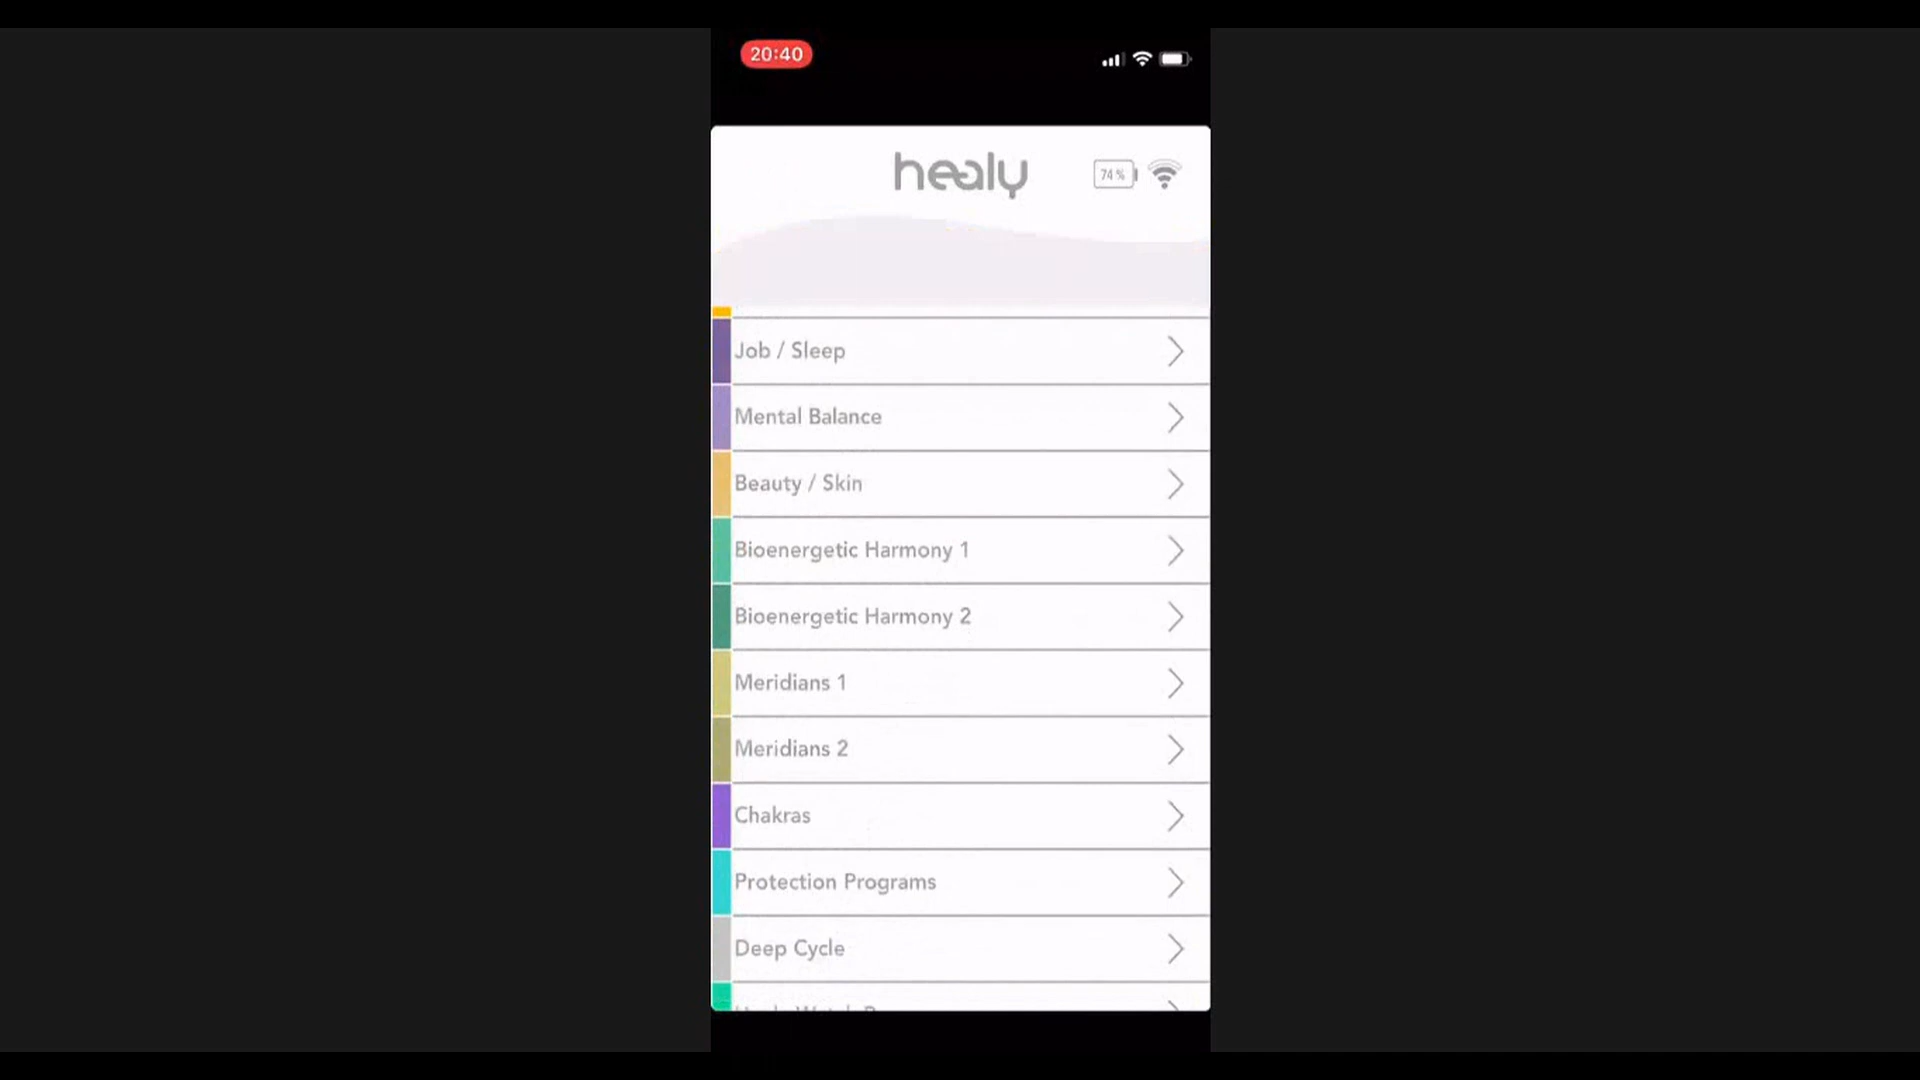 20:40
healy
74 %
Job / Sleep
Mental Balance
Beauty / Skin
Bioenergetic Harmony 1
Bioenergetic Harmony 2
Meridians 1
Meridians 2
Chakras
Protection Programs
Deep Cycle